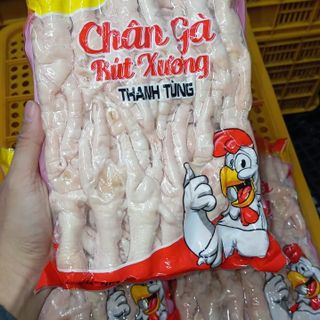 Chân Gà
Rút Xương
THANH TÙNG